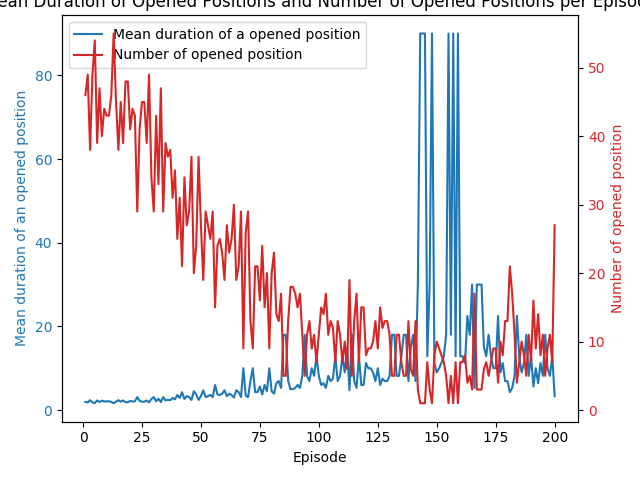 ean Duration of Opened Positions and Number of Opened Positions per Episod
Mean duration of a opened position
Number of opened position
Mean duration of an opened position
80
60
40
20
0
50
40
30
20
10
0
Number of opened position
0 25 50 75 100 125 150 175 200
Episode